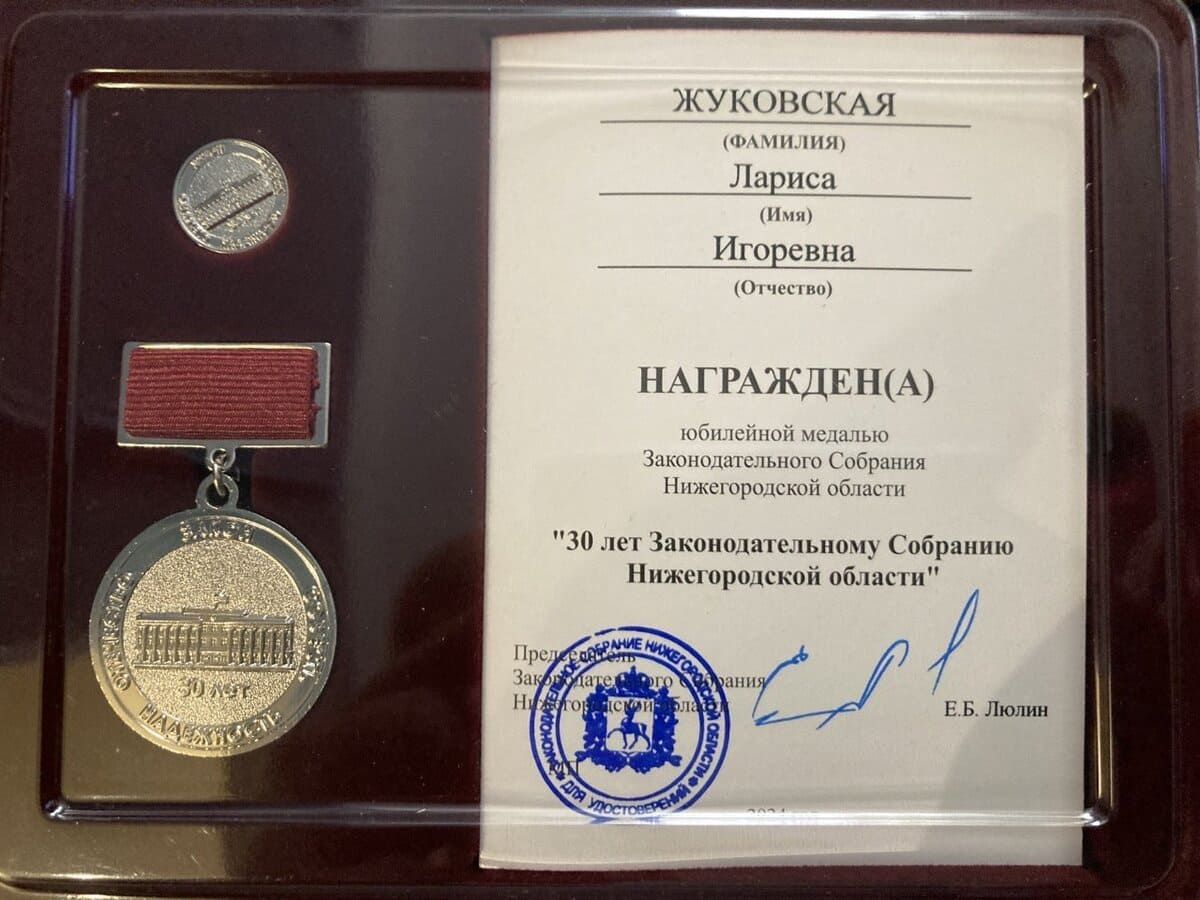 ЖУКОВСКАЯ
(ФАМИЛИЯ)
Лариса
(Имя)
Игоревна
(Отчество)
НАГРАЖДЕН(А)
юбилейной медалью
Законодательного Собрания
Нижегородской области
"30 лет Законодательному Собранию
Нижегородской области"
Председатель
Законодательного Собрания
Нижегородской области
Е.Б. Люлин
МП
ЗАКОНОДАТЕЛЬНОЕ СОБРАНИЕ НИЖЕГОРОДСКОЙ ОБЛАСТИ
ДЛЯ УДОСТОВЕРЕНИЙ
30 лет
НАДЕЖНОСТЬ